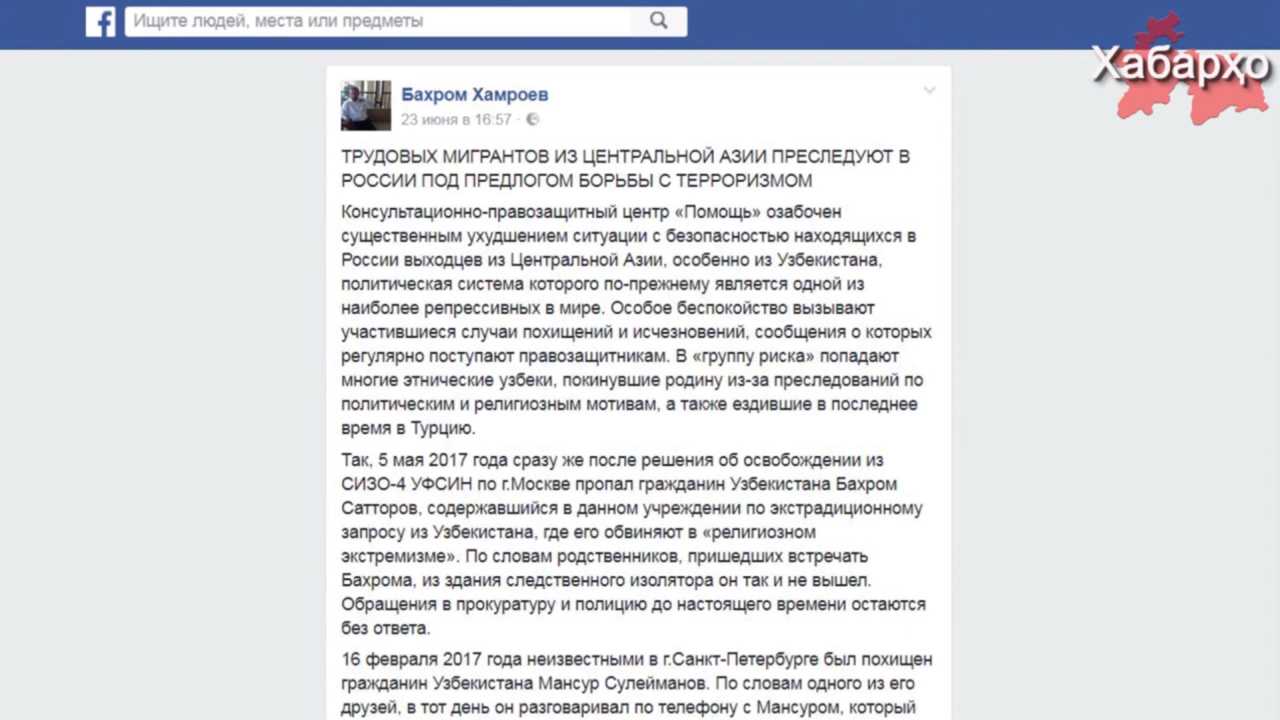 Ищите людей, места или предметы
Хабарҳо
Бахром Хамроев
23 июня в 16:57 ·
ТРУДОВЫХ МИГРАНТОВ ИЗ ЦЕНТРАЛЬНОЙ АЗИИ ПРЕСЛЕДУЮТ В
РОССИИ ПОД ПРЕДЛОГОМ БОРЬБЫ С ТЕРРОРИЗМОМ
Консультационно-правозащитный центр «Помощь» озабочен
существенным ухудшением ситуации с безопасностью находящихся в
России выходцев из Центральной Азии, особенно из Узбекистана,
политическая система которого по-прежнему является одной из
наиболее репрессивных в мире. Особое беспокойство вызывают
участившиеся случаи похищений и исчезновений, сообщения о которых
регулярно поступают правозащитникам. В «группу риска» попадают
многие этнические узбеки, покинувшие родину из-за преследований по
политическим и религиозным мотивам, а также ездившие в последнее
время в Турцию.
Так, 5 мая 2017 года сразу же после решения об освобождении из
СИЗО-4 УФСИН по г.Москве пропал гражданин Узбекистана Бахром
Сатторов, содержавшийся в данном учреждении по экстрадиционному
запросу из Узбекистана, где его обвиняют в «религиозном
экстремизме». По словам родственников, пришедших встречать
Бахрома, из здания следственного изолятора он так и не вышел.
Обращения в прокуратуру и полицию до настоящего времени остаются
без ответа.
16 февраля 2017 года неизвестными в г.Санкт-Петербурге был похищен
гражданин Узбекистана Мансур Сулейманов. По словам одного из его
друзей, в тот день он разговаривал по телефону с Мансуром, который